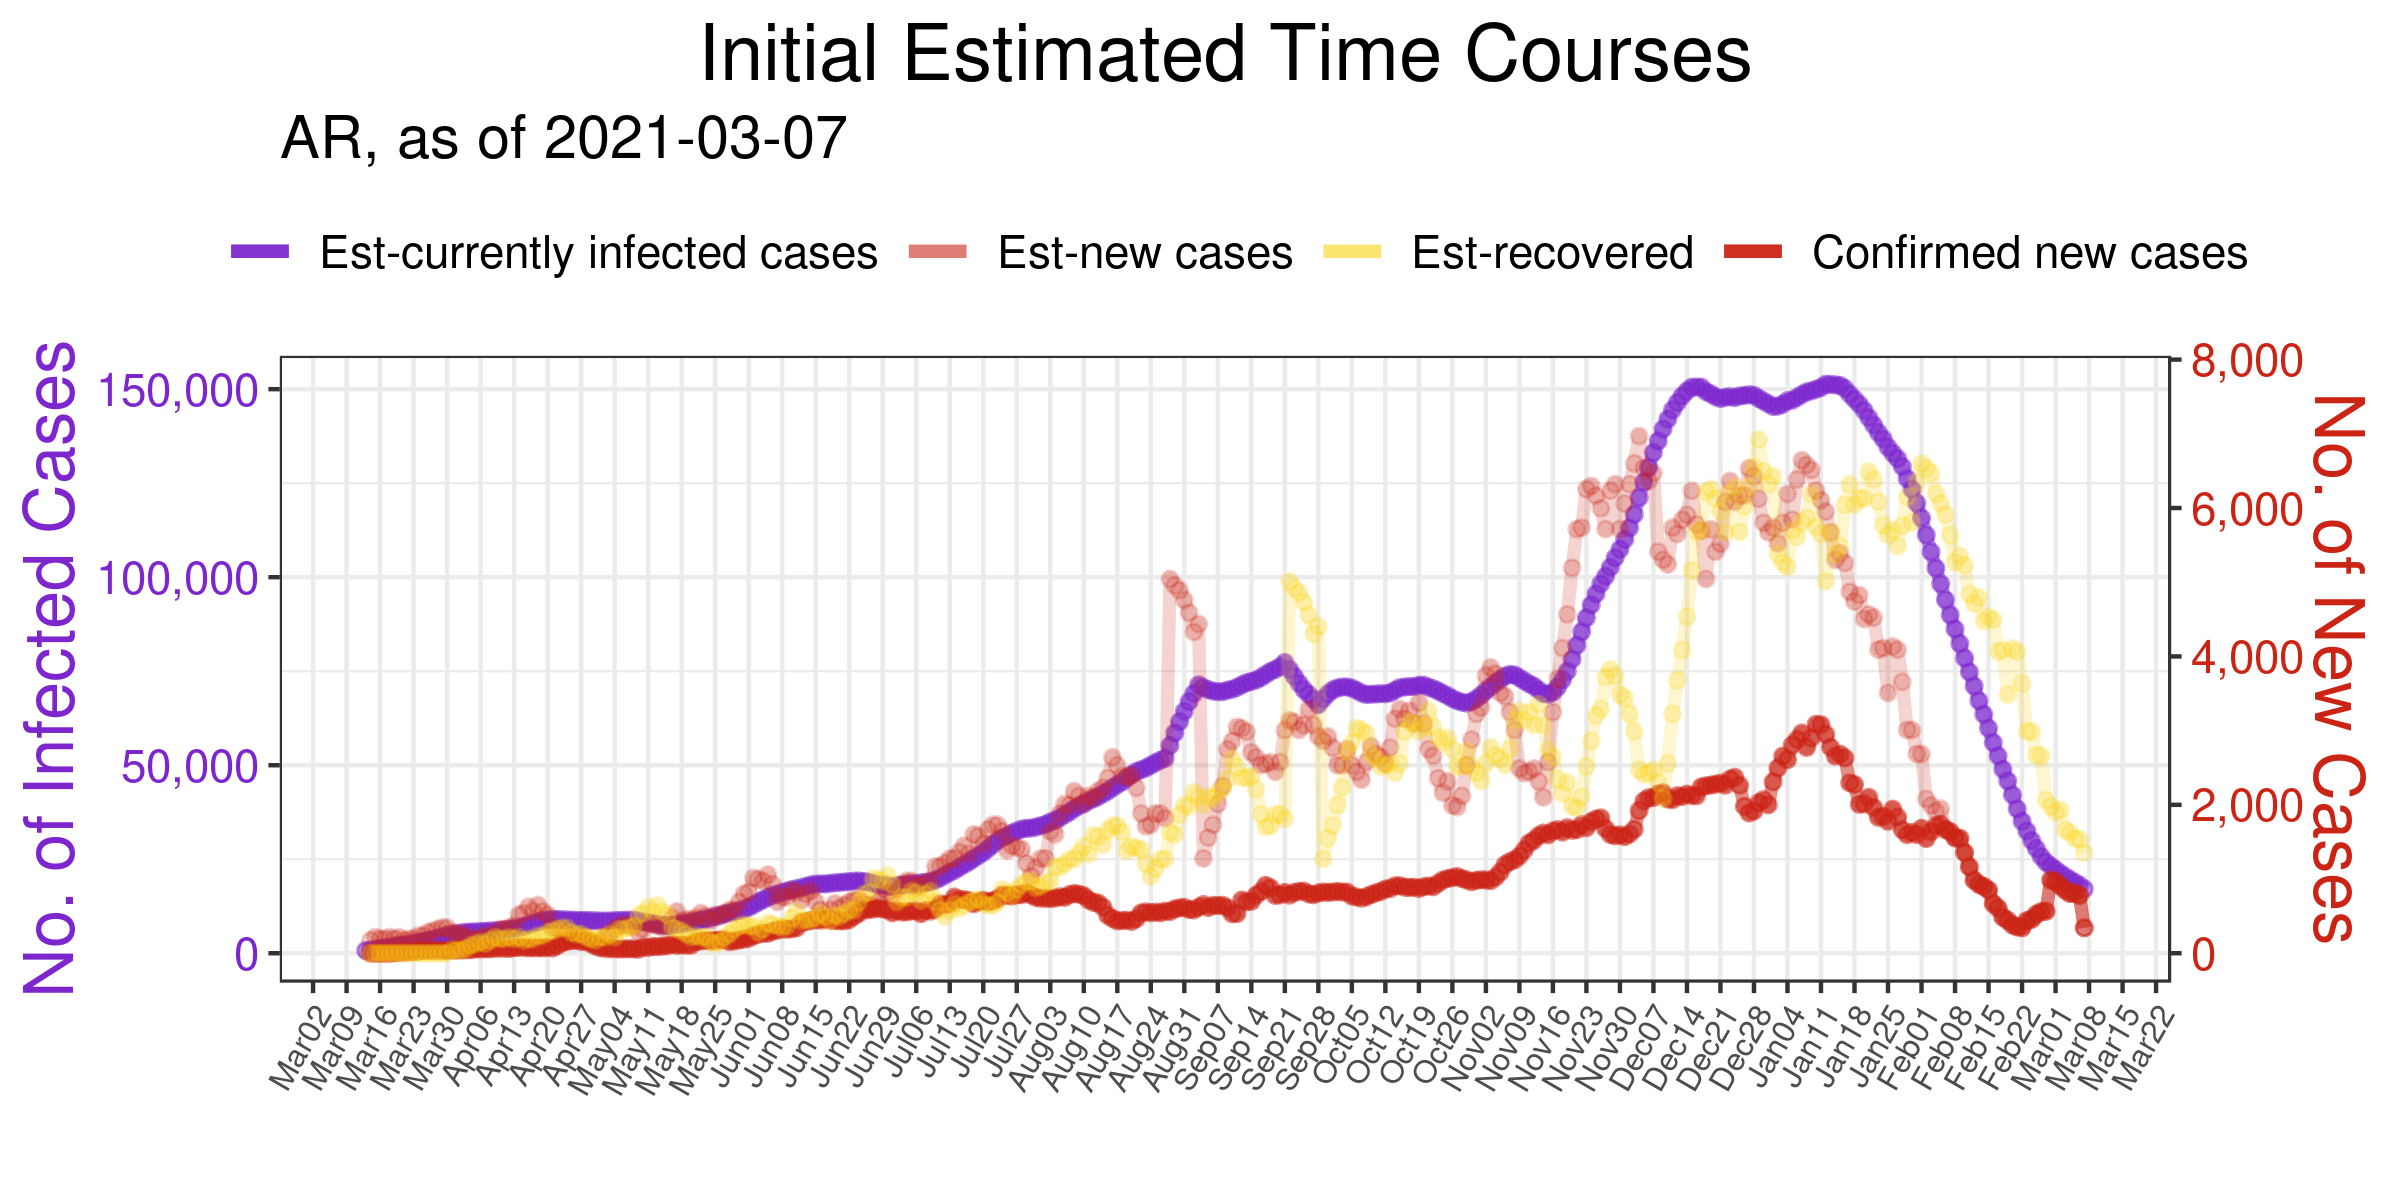 Initial Estimated Time Courses
AR, as of 2021-03-07
Est-currently infected cases Est-new cases Est-recovered Confirmed new cases
No. of Infected Cases
150,000
100,000
50,000
0
8,000
6,000
4,000
2,000
0
No. of New Cases
Mar02 Mar09 Mar16 Mar23 Mar30 Apr06 Apr13 Apr20 Apr27 May04 May11 May18 May25 Jun01 Jun08 Jun15 Jun22 Jun29 Jul06 Jul13 Jul20 Jul27 Aug03 Aug10 Aug17 Aug24 Aug31 Sep07 Sep14 Sep21 Sep28 Oct05 Oct12 Oct19 Oct26 Nov02 Nov09 Nov16 Nov23 Nov30 Dec07 Dec14 Dec21 Dec28 Jan04 Jan11 Jan18 Jan25 Feb01 Feb08 Feb15 Feb22 Mar01 Mar08 Mar15 Mar22